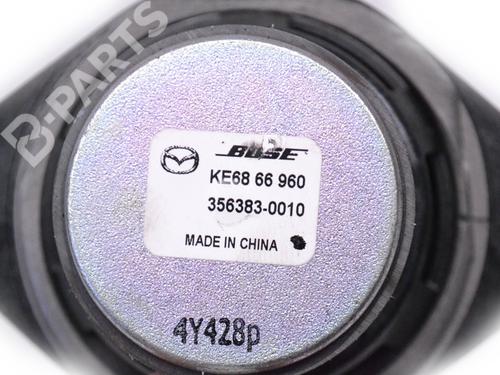 B-PARTS
BOSE
KE68 66 960
356383-0010
MADE IN CHINA
4Y428p